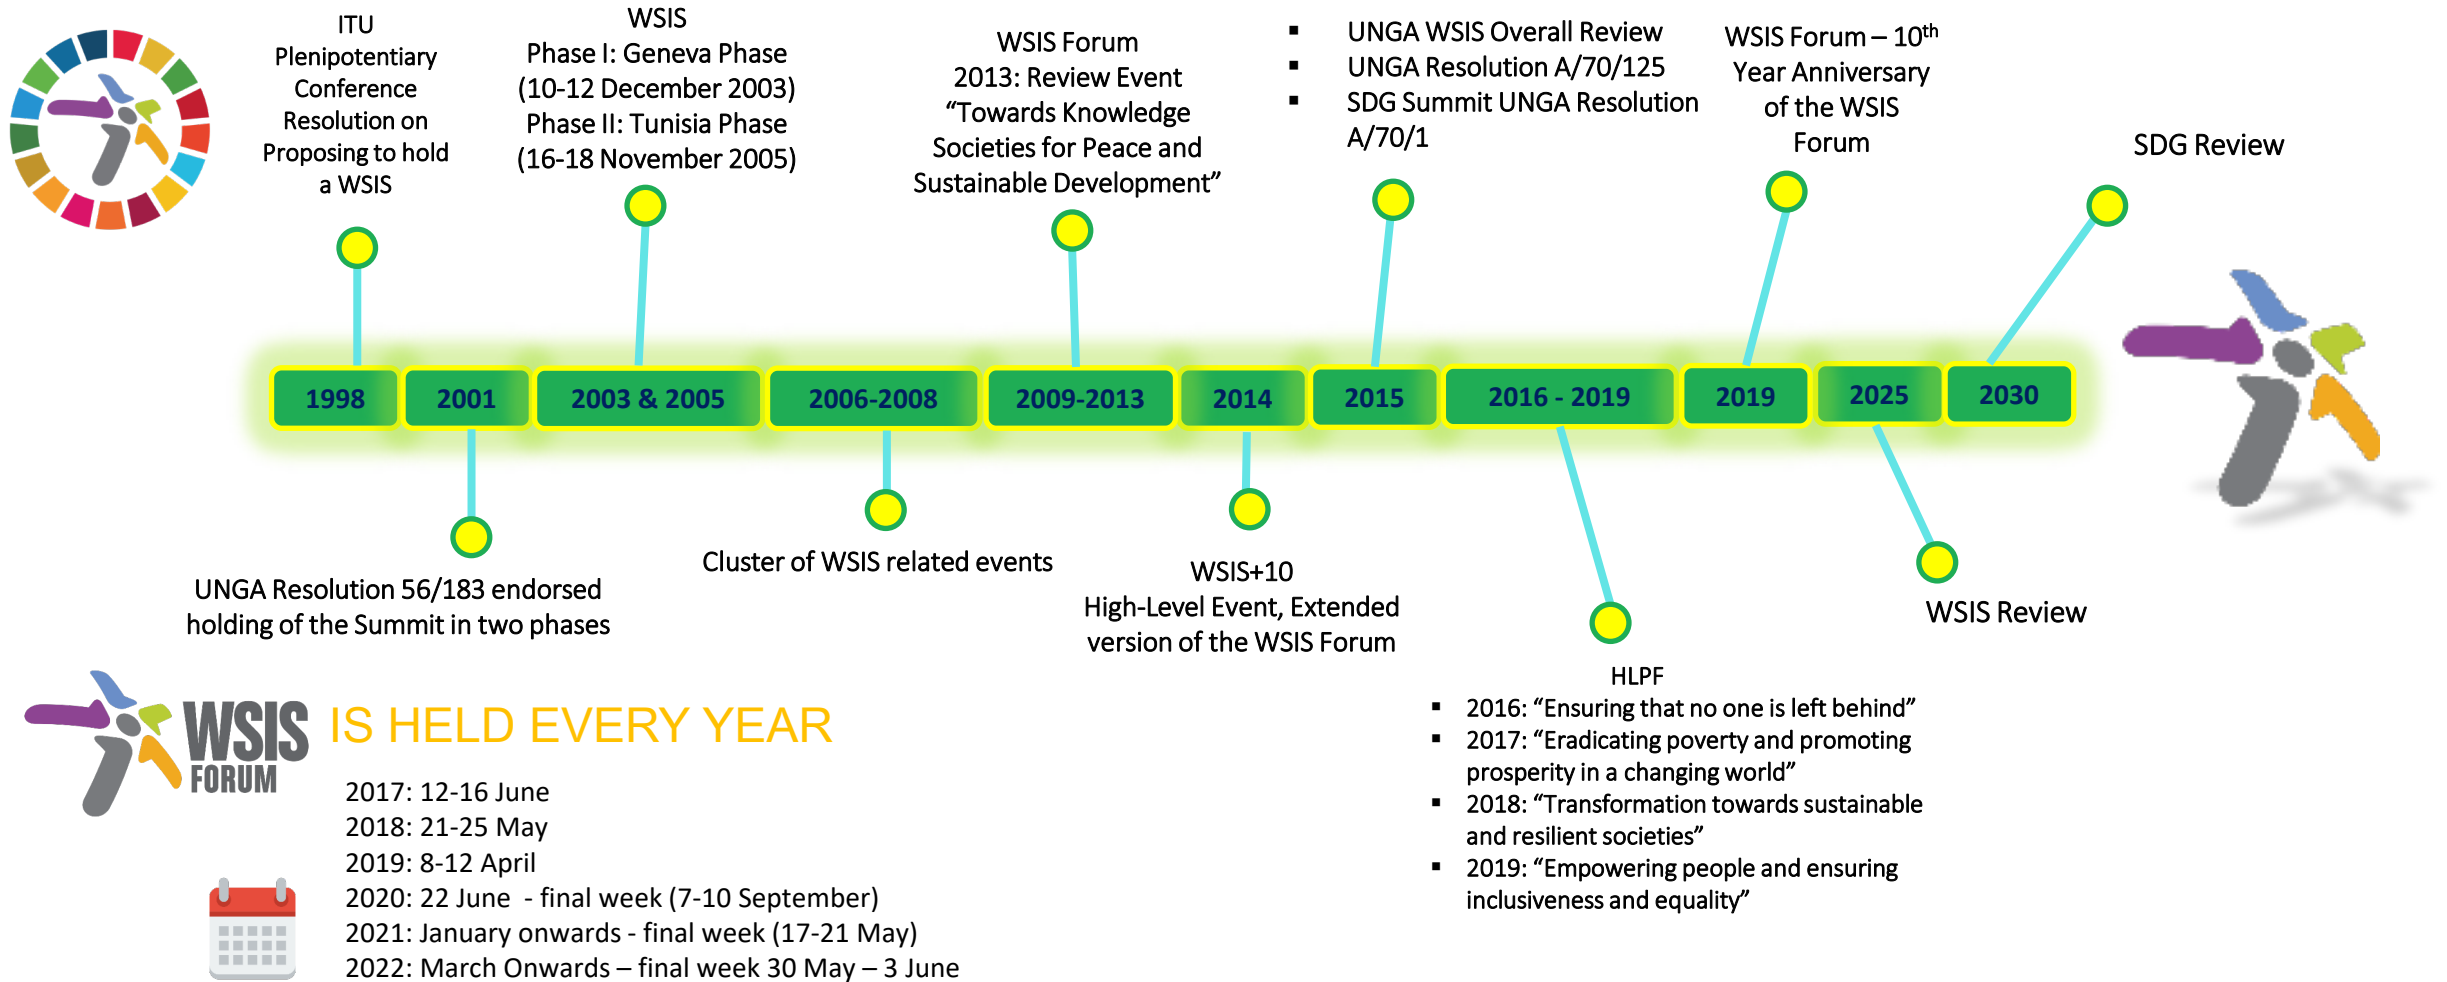 ITU
Plenipotentiary
Conference
Resolution on
Proposing to hold
a WSIS
WSIS
Phase I: Geneva Phase
(10-12 December 2003)
Phase II: Tunisia Phase
(16-18 November 2005)
WSIS Forum
2013: Review Event
“Towards Knowledge
Societies for Peace and
Sustainable Development”
▪ UNGA WSIS Overall Review
▪ UNGA Resolution A/70/125
▪ SDG Summit UNGA Resolution
A/70/1
WSIS Forum – 10th
Year Anniversary
of the WSIS
Forum
SDG Review
1998
2001
2003 & 2005
2006-2008
2009-2013
2014
2015
2016 - 2019
2019
2025
2030
UNGA Resolution 56/183 endorsed
holding of the Summit in two phases
Cluster of WSIS related events
WSIS+10
High-Level Event, Extended
version of the WSIS Forum
WSIS Review
HLPF
▪ 2016: “Ensuring that no one is left behind”
▪ 2017: “Eradicating poverty and promoting
prosperity in a changing world”
▪ 2018: “Transformation towards sustainable
and resilient societies”
▪ 2019: “Empowering people and ensuring
inclusiveness and equality”
WSIS
FORUM
IS HELD EVERY YEAR
2017: 12-16 June
2018: 21-25 May
2019: 8-12 April
2020: 22 June - final week (7-10 September)
2021: January onwards - final week (17-21 May)
2022: March Onwards – final week 30 May – 3 June